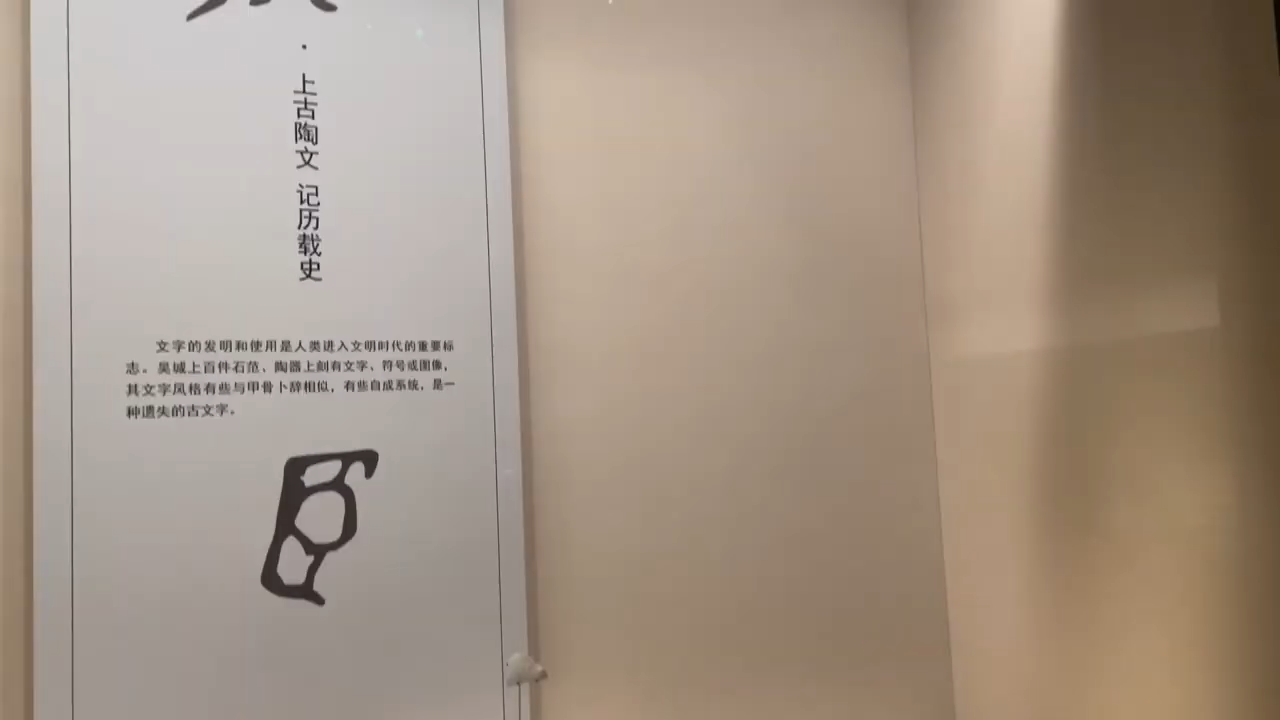 ·上古陶文 记历载史
文字的发明和使用是人类进入文明时代的重要标
志。吴城上百件石范、陶器上刻有文字、符号或图像，
其文字风格有些与甲骨卜辞相似，有些自成系统，是一
种遗失的古文字。